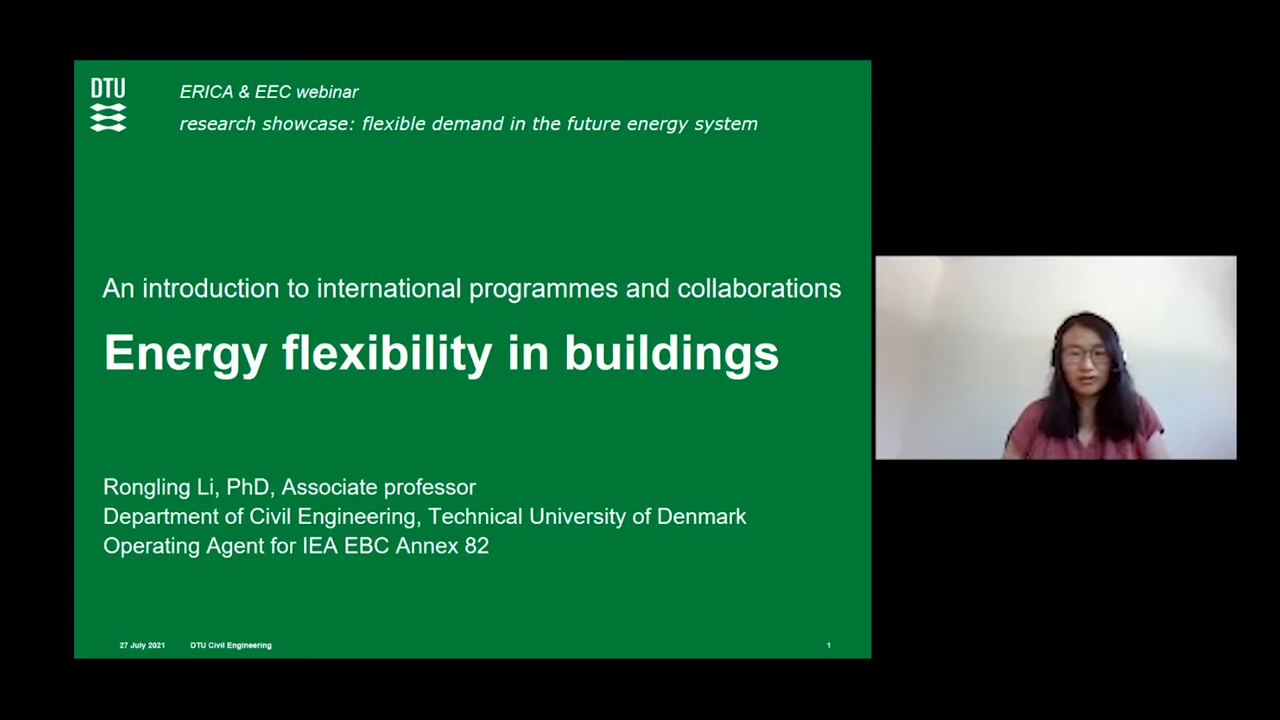 DTU
ERICA & EEC webinar
research showcase: flexible demand in the future energy system
An introduction to international programmes and collaborations
Energy flexibility in buildings
Rongling Li, PhD, Associate professor
Department of Civil Engineering, Technical University of Denmark
Operating Agent for IEA EBC Annex 82
27 July 2021 DTU Civil Engineering 1